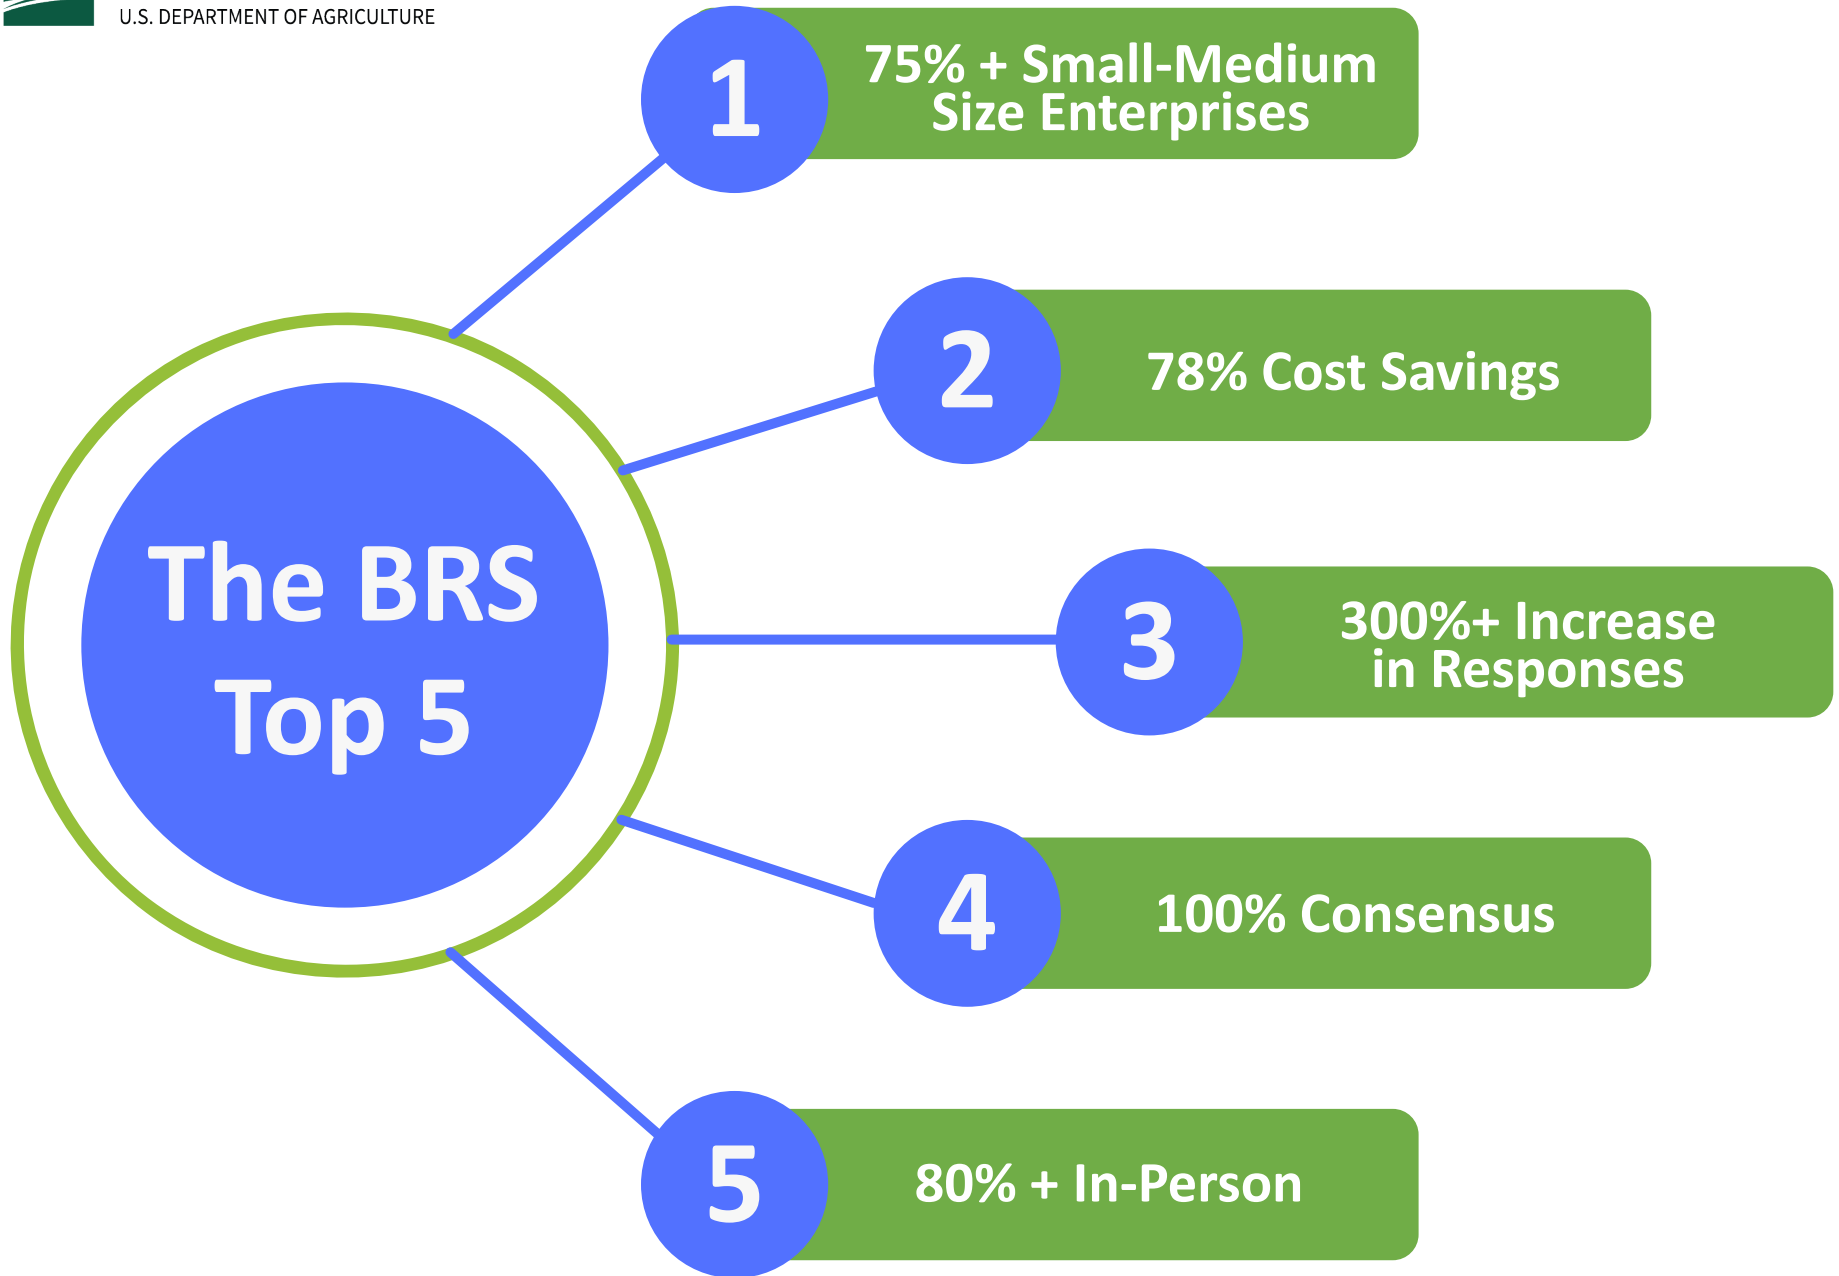 U.S. DEPARTMENT OF AGRICULTURE
1
75% + Small-Medium
Size Enterprises
2
78% Cost Savings
The BRS
Top 5
3
300%+ Increase
in Responses
4
100% Consensus
5
80% + In-Person